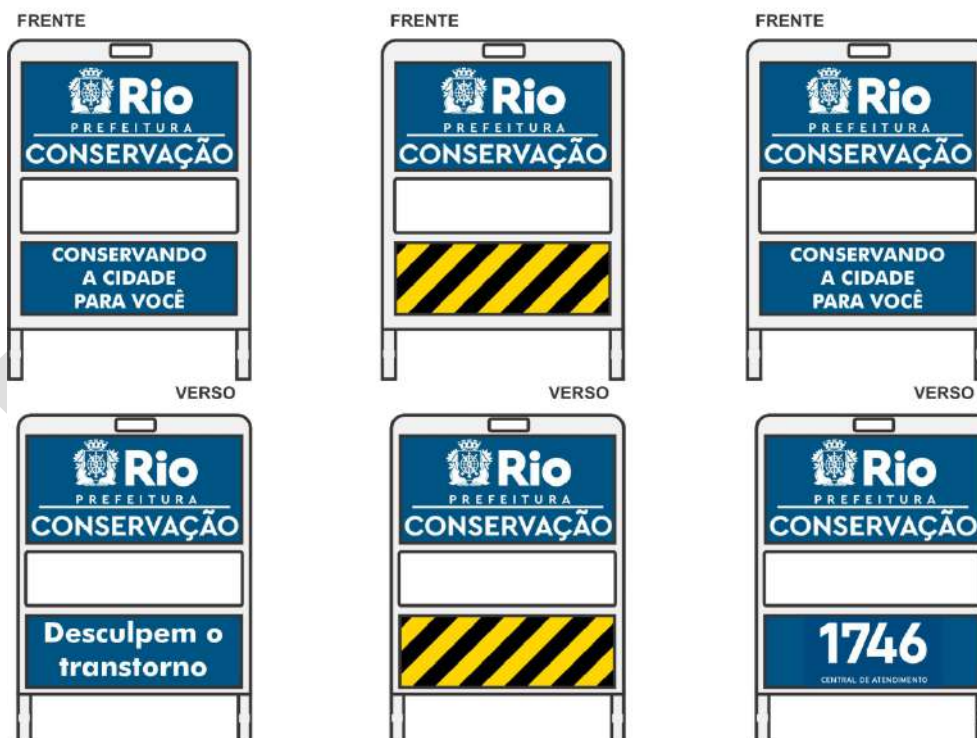 FRENTE
Rio
PREFEITURA
CONSERVAÇÃO
CONSERVANDO
A CIDADE
PARA VOCÊ
FRENTE
Rio
PREFEITURA
CONSERVAÇÃO
FRENTE
Rio
PREFEITURA
CONSERVAÇÃO
CONSERVANDO
A CIDADE
PARA VOCÊ
VERSO
Rio
PREFEITURA
CONSERVAÇÃO
Desculpem o
transtorno
VERSO
Rio
PREFEITURA
CONSERVAÇÃO
VERSO
Rio
PREFEITURA
CONSERVAÇÃO
1746
CENTRAL DE ATENDIMENTO